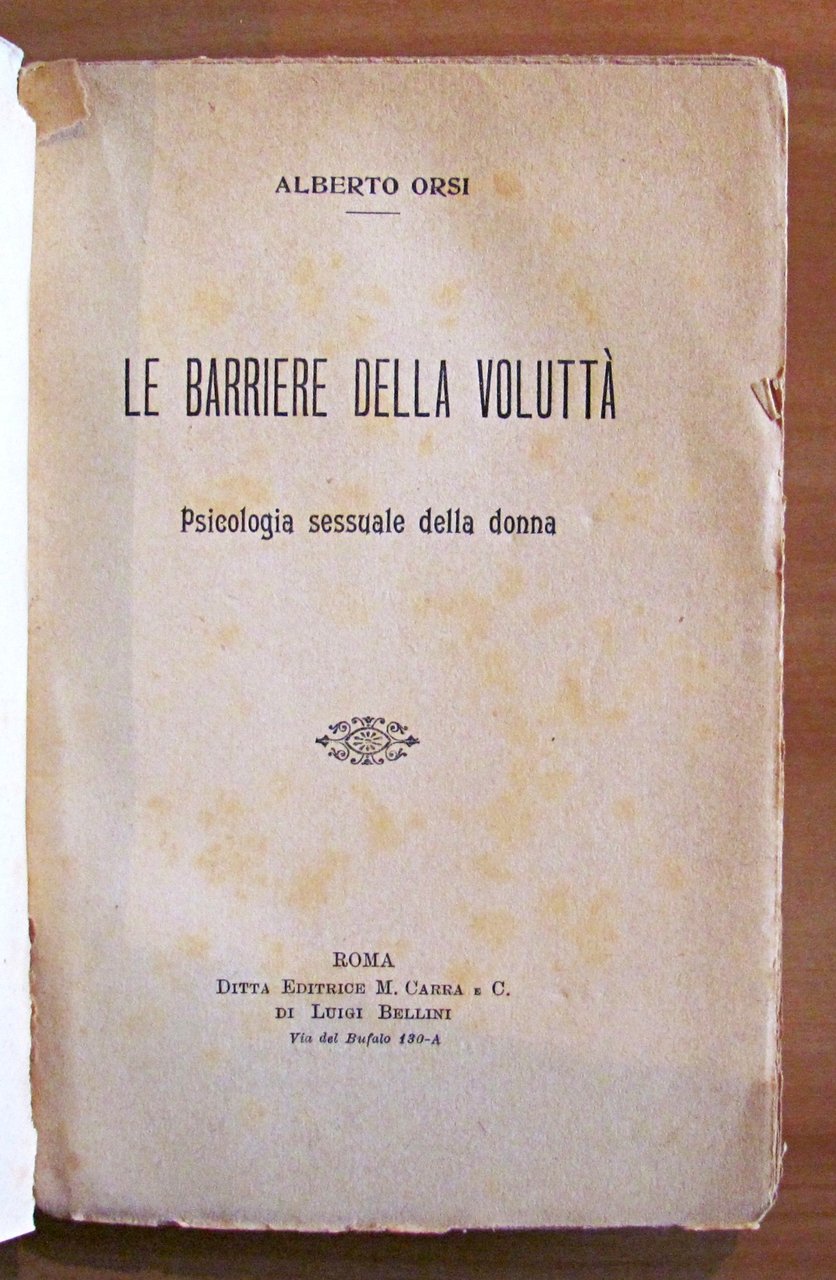 ALBERTO ORSI
LE BARRIERE DELLA VOLUTTÀ
Psicologia sessuale della donna
ROMA
DITTA EDITRICE M. CARRA E C.
DI LUIGI BELLINI
Via del Bufalo 130-A